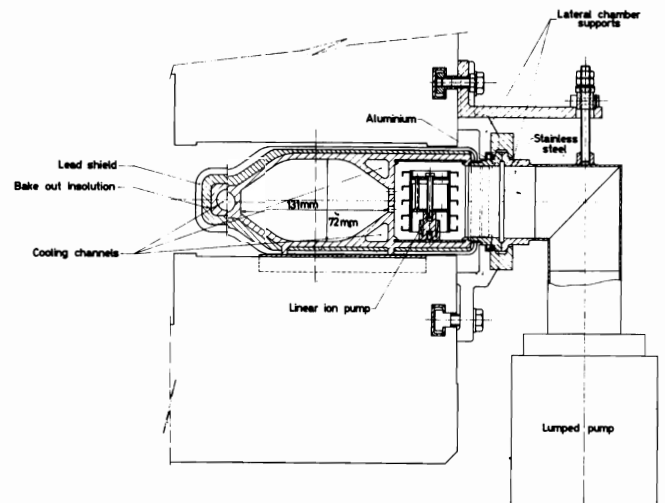 Lateral chamber
supports
Aluminium
Stainless
steel
Lead shield
Bake out insolution
131mm
72mm
Cooling channels
Linear ion pump
Lumped pump